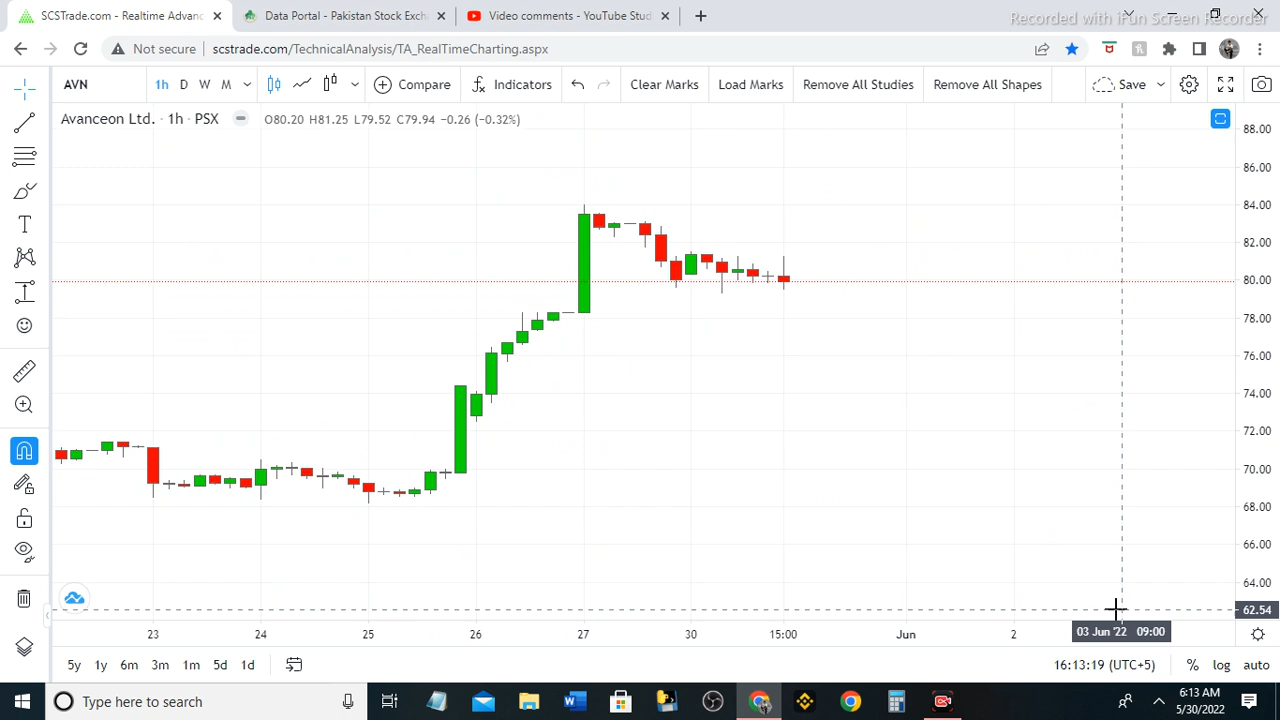 SCSTrade.com - Realtime Advanc
Data Portal - Pakistan Stock Exch
Video comments - YouTube Stud
Recorded with iFun Screen Recorder
Not secure
scstrade.com/TechnicalAnalysis/TA_RealTimeCharting.aspx
AVN
1h
D
W
M
Compare
Indicators
Clear Marks
Load Marks
Remove All Studies
Remove All Shapes
Save
Avanceon Ltd. · 1h · PSX
O80.20 H81.25 L79.52 C79.94 −0.26 (−0.32%)
88.00
86.00
84.00
82.00
80.00
78.00
76.00
74.00
72.00
70.00
68.00
66.00
64.00
62.54
23
24
25
26
27
30
15:00
Jun
2
03 Jun '22 09:00
5y
1y
6m
3m
1m
5d
1d
16:13:19 (UTC+5)
%
log
auto
Type here to search
6:13 AM
5/30/2022